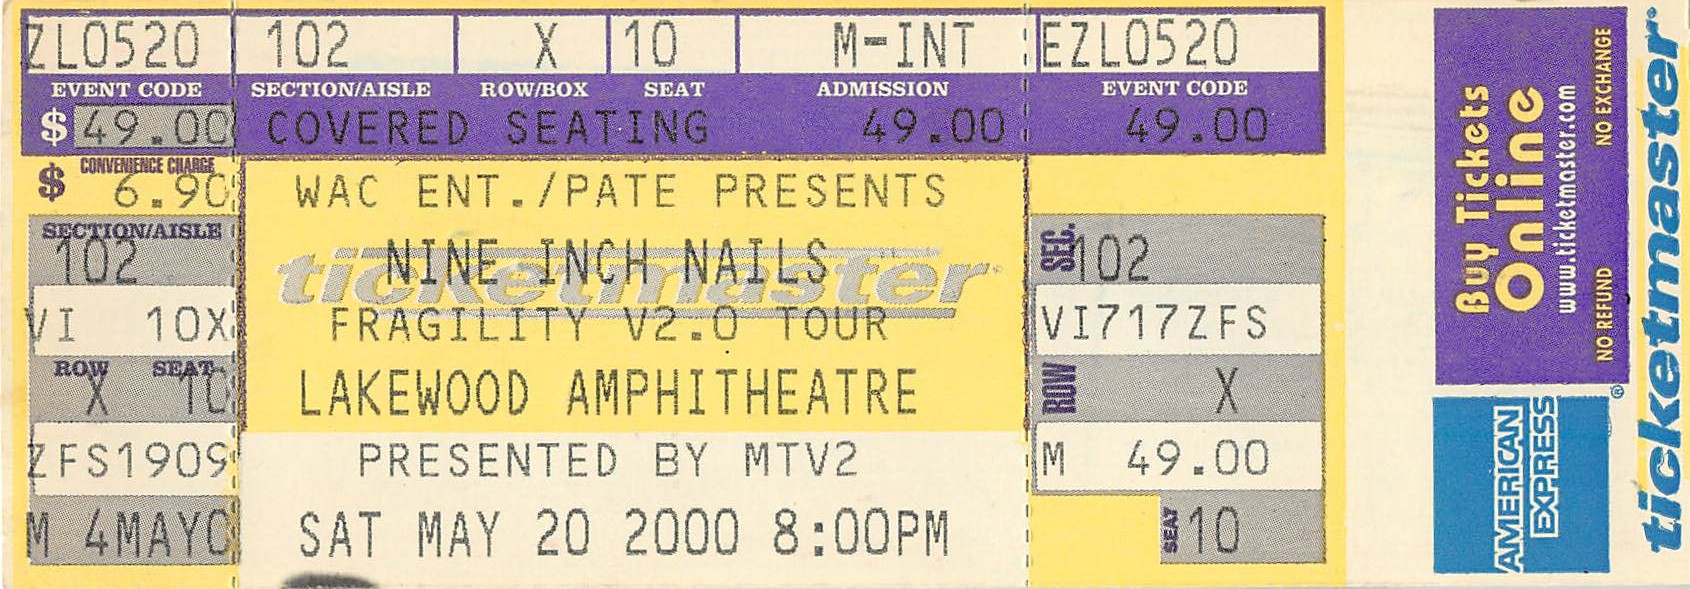 ZL0520 102 X 10 M-INT EZL0520
EVENT CODE SECTION/AISLE ROW/BOX SEAT ADMISSION EVENT CODE
$ 49.00 COVERED SEATING 49.00 49.00
CONVENIENCE CHARGE
$ 6.90 WAC ENT./PATE PRESENTS
SECTION/AISLE
102
VI 10X
ROW SEAT
X 10
ZFS1909
M 4MAY0
NINE INCH NAILS
ticketmaster
FRAGILITY V2.0 TOUR
LAKEWOOD AMPHITHEATRE
PRESENTED BY MTV2
SAT MAY 20 2000 8:00PM
SEC. 102
VI717ZFS
ROW X
M 49.00
SEAT 10
Buy Tickets
Online
www.ticketmaster.com
NO REFUND NO EXCHANGE
AMERICAN
EXPRESS
®
ticketmaster